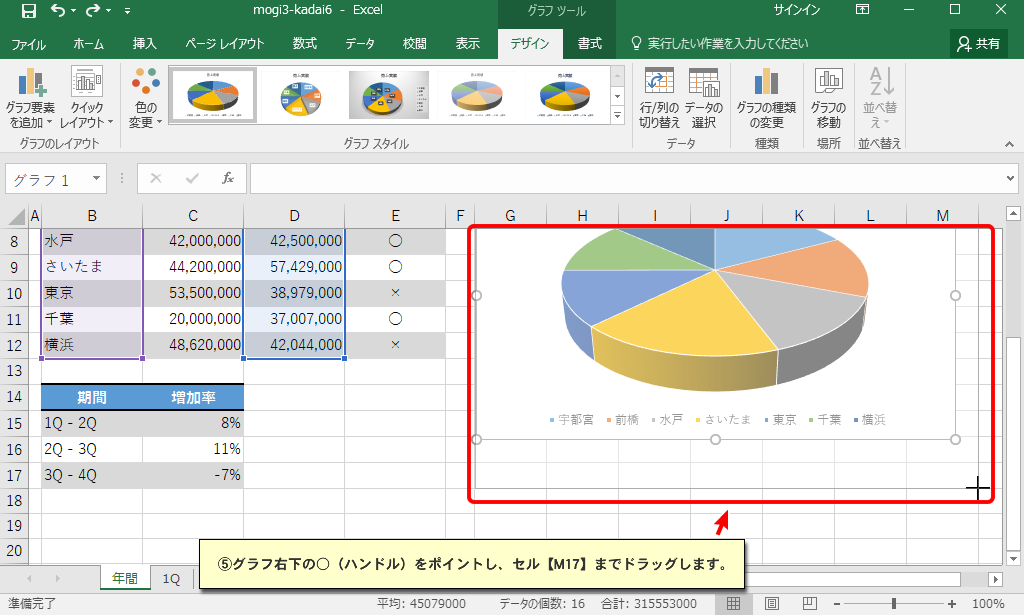 mogi3-kadai6 - Excel
グラフ ツール
サインイン
ファイル ホーム 挿入 ページ レイアウト 数式 データ 校閲 表示 デザイン 書式 実行したい作業を入力してください 共有
グラフ要素を追加
クイックレイアウト
色の変更
行/列の切り替え
データの選択
グラフの種類の変更
グラフの移動
並べ替え
グラフのレイアウト グラフ スタイル データ 種類 場所 並べ替え
グラフ 1 fx
A B C D E F G H I J K L M
8 水戸 42,000,000 42,500,000 ○
9 さいたま 44,200,000 57,429,000 ○
10 東京 53,500,000 38,979,000 ×
11 千葉 20,000,000 37,007,000 ○
12 横浜 48,620,000 42,044,000 ×
13
14 期間 増加率
15 1Q - 2Q 8%
16 2Q - 3Q 11%
17 3Q - 4Q -7%
18
19
20
宇都宮 前橋 水戸 さいたま 東京 千葉 横浜
⑤グラフ右下の○（ハンドル）をポイントし、セル【M17】までドラッグします。
年間 1Q
準備完了 平均: 45079000 データの個数: 16 合計: 315553000 100%